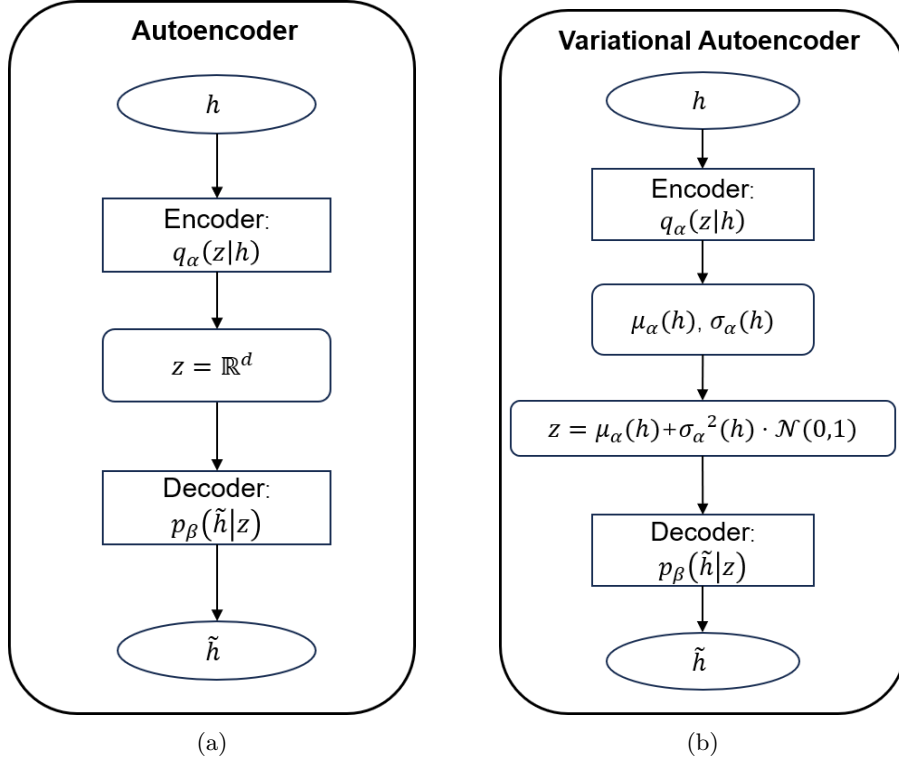 Autoencoder
h
Encoder:
q_α(z|h)
z = ℝ^d
Decoder:
p_β(h̃|z)
h̃
(a)
Variational Autoencoder
h
Encoder:
q_α(z|h)
μ_α(h), σ_α(h)
z = μ_α(h)+σ_α²(h) · 𝒩(0,1)
Decoder:
p_β(h̃|z)
h̃
(b)